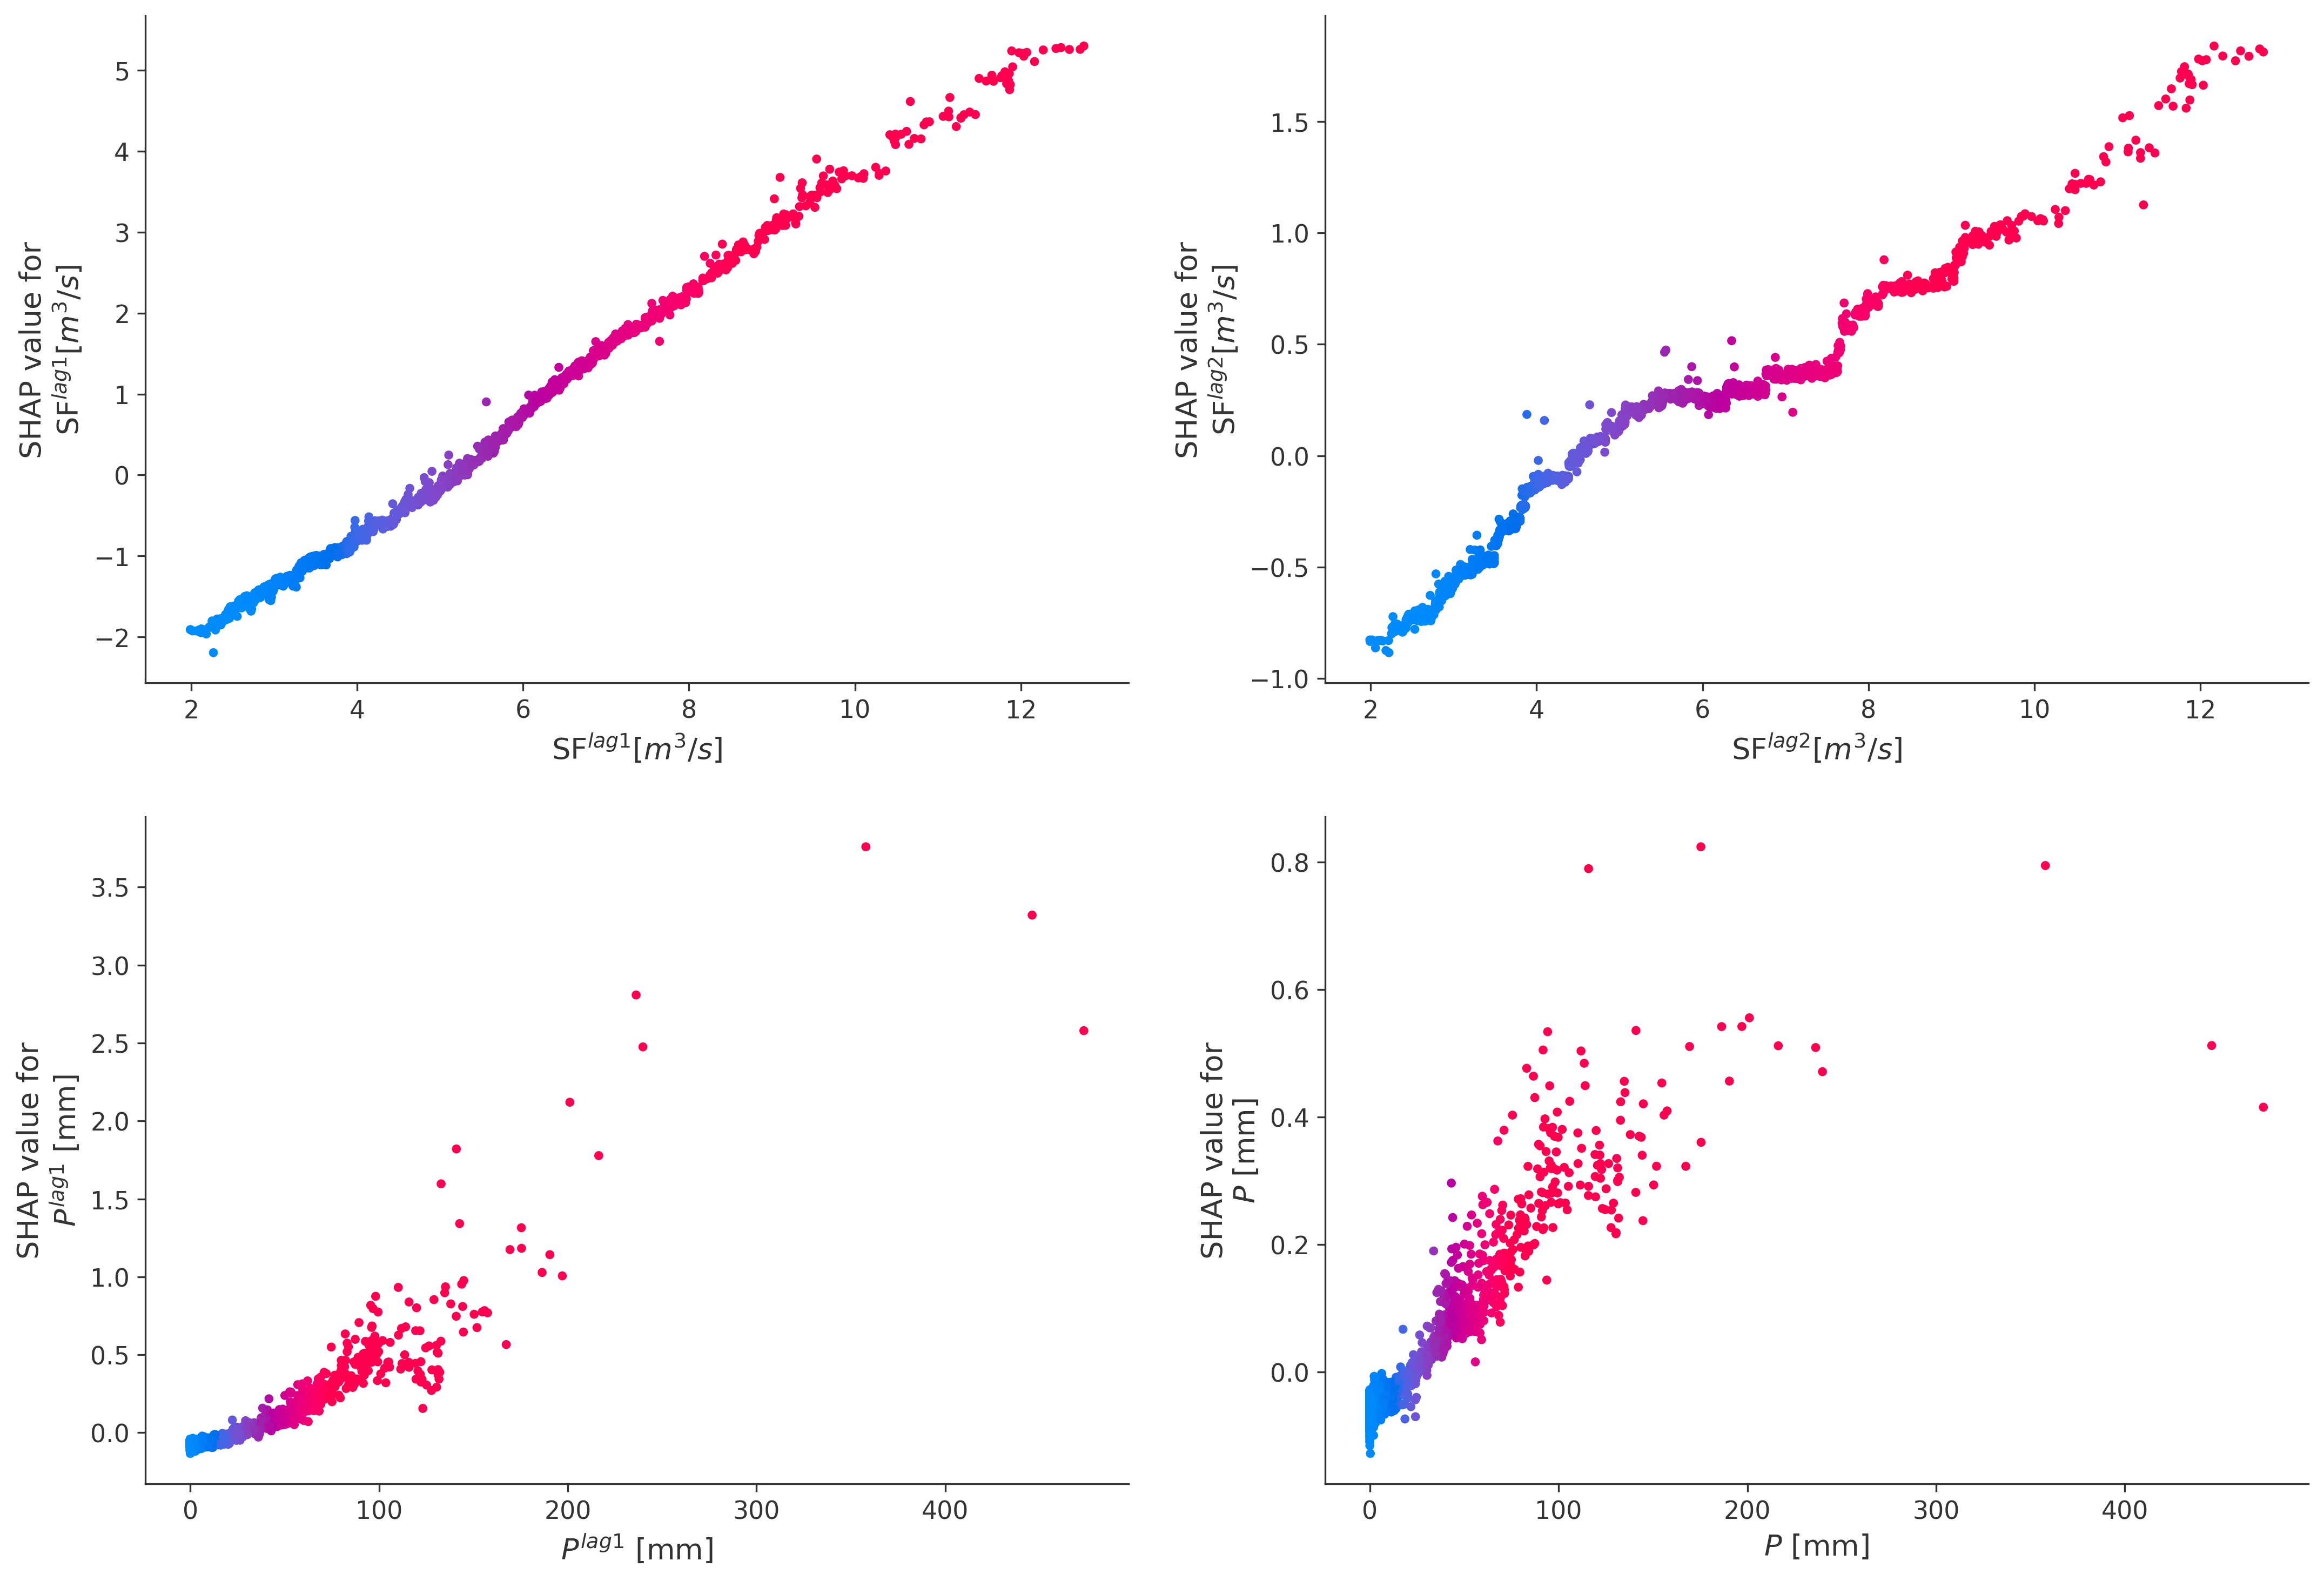 5
4
3
2
1
0
−1
−2
SHAP value for
SF^{lag1}[m^3/s]
2 4 6 8 10 12
SF^{lag1}[m^3/s]
1.5
1.0
0.5
0.0
−0.5
−1.0
SHAP value for
SF^{lag2}[m^3/s]
2 4 6 8 10 12
SF^{lag2}[m^3/s]
3.5
3.0
2.5
2.0
1.5
1.0
0.5
0.0
SHAP value for
P^{lag1} [mm]
0 100 200 300 400
P^{lag1} [mm]
0.8
0.6
0.4
0.2
0.0
SHAP value for
P [mm]
0 100 200 300 400
P [mm]